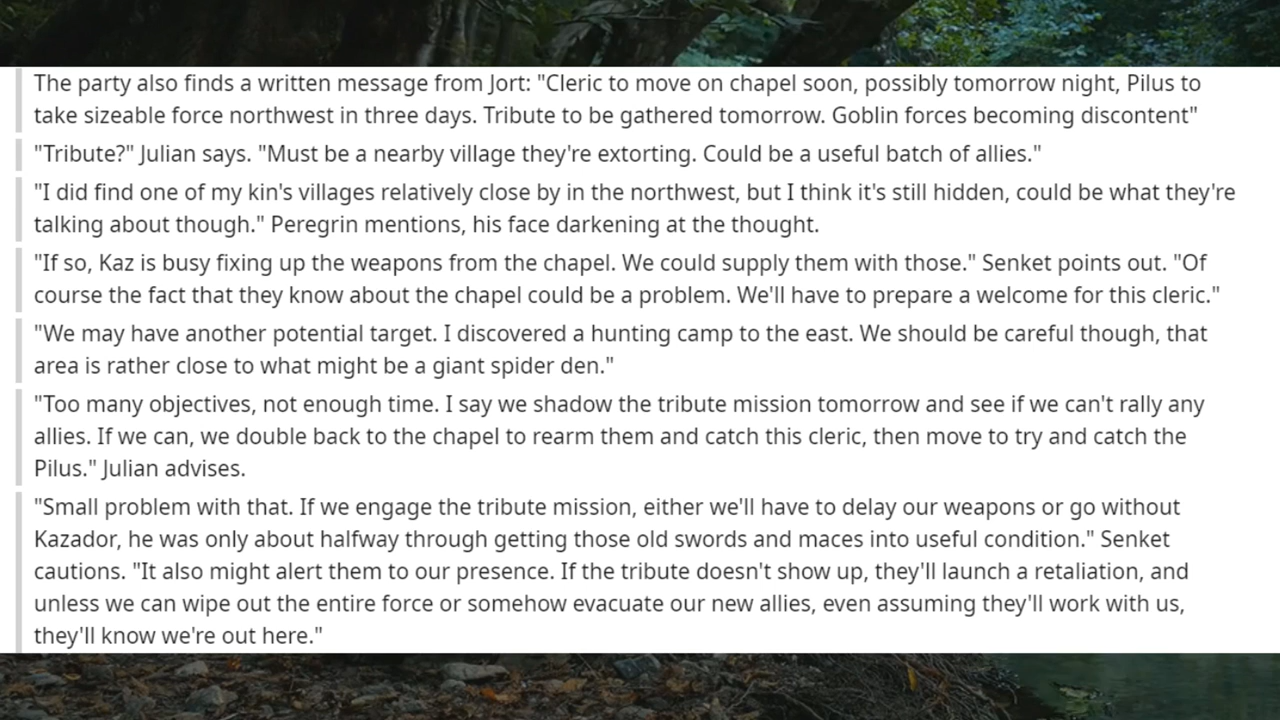 The party also finds a written message from Jort: "Cleric to move on chapel soon, possibly tomorrow night, Pilus to
take sizeable force northwest in three days. Tribute to be gathered tomorrow. Goblin forces becoming discontent"
"Tribute?" Julian says. "Must be a nearby village they're extorting. Could be a useful batch of allies."
"I did find one of my kin's villages relatively close by in the northwest, but I think it's still hidden, could be what they're
talking about though." Peregrin mentions, his face darkening at the thought.
"If so, Kaz is busy fixing up the weapons from the chapel. We could supply them with those." Senket points out. "Of
course the fact that they know about the chapel could be a problem. We'll have to prepare a welcome for this cleric."
"We may have another potential target. I discovered a hunting camp to the east. We should be careful though, that
area is rather close to what might be a giant spider den."
"Too many objectives, not enough time. I say we shadow the tribute mission tomorrow and see if we can't rally any
allies. If we can, we double back to the chapel to rearm them and catch this cleric, then move to try and catch the
Pilus." Julian advises.
"Small problem with that. If we engage the tribute mission, either we'll have to delay our weapons or go without
Kazador, he was only about halfway through getting those old swords and maces into useful condition." Senket
cautions. "It also might alert them to our presence. If the tribute doesn't show up, they'll launch a retaliation, and
unless we can wipe out the entire force or somehow evacuate our new allies, even assuming they'll work with us,
they'll know we're out here."